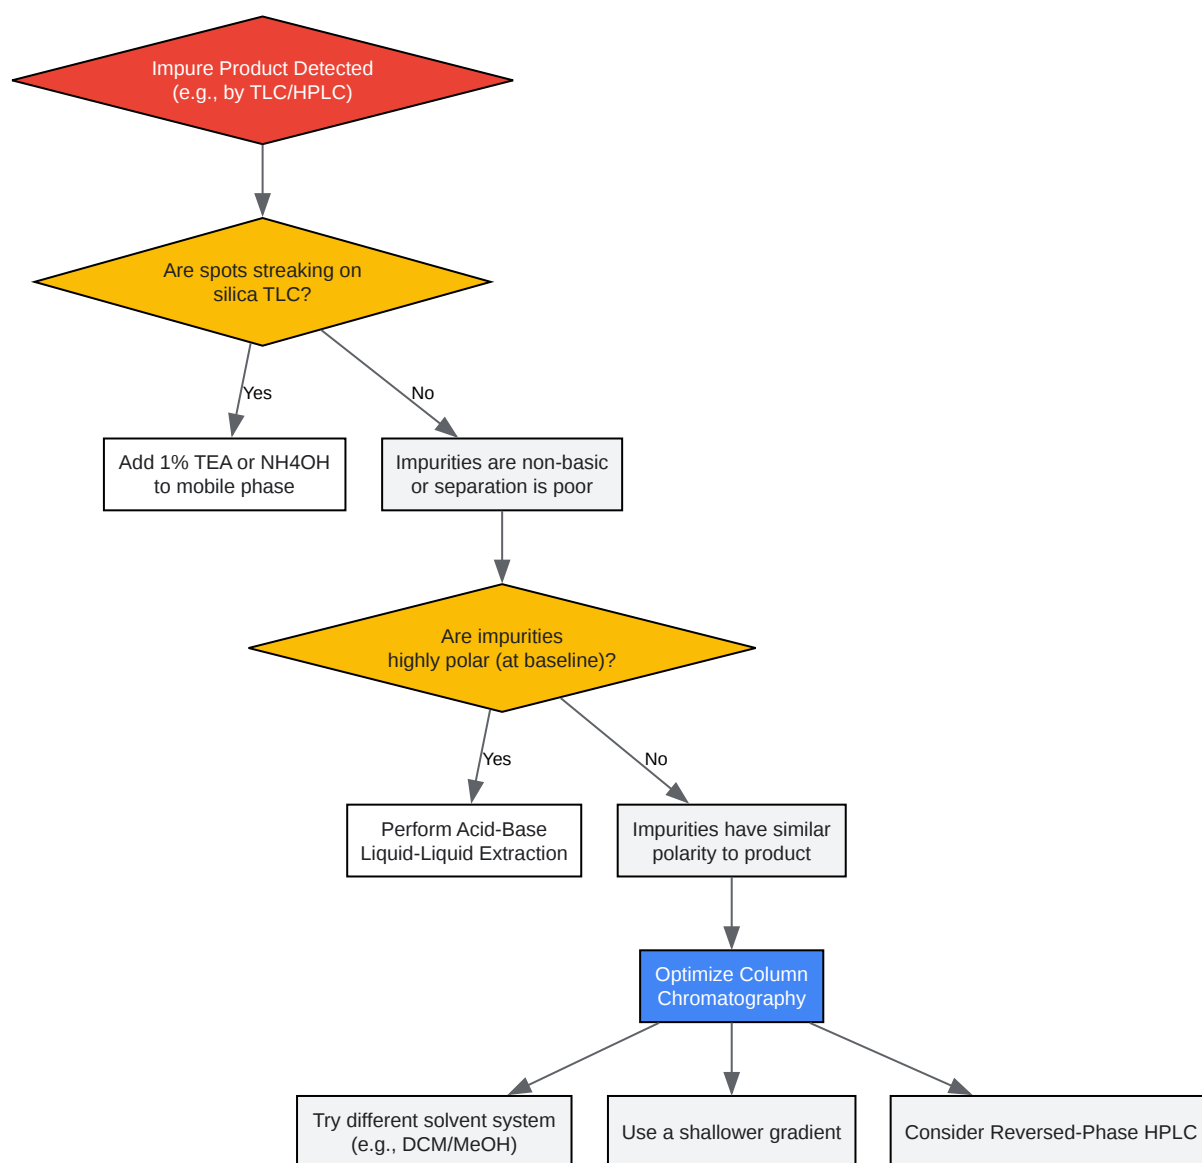 Impure Product Detected
(e.g., by TLC/HPLC)
Are spots streaking on
silica TLC?
Yes
No
Add 1% TEA or NH4OH
to mobile phase
Impurities are non-basic
or separation is poor
Are impurities
highly polar (at baseline)?
Yes
No
Perform Acid-Base
Liquid-Liquid Extraction
Impurities have similar
polarity to product
Optimize Column
Chromatography
Try different solvent system
(e.g., DCM/MeOH)
Use a shallower gradient
Consider Reversed-Phase HPLC